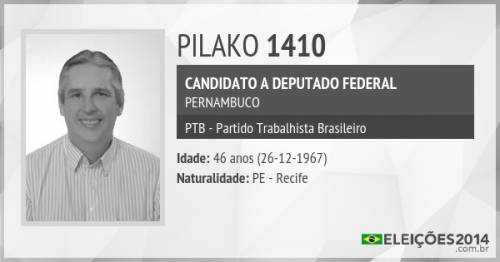 PILAKO 1410
CANDIDATO A DEPUTADO FEDERAL
PERNAMBUCO
PTB - Partido Trabalhista Brasileiro
Idade: 46 anos (26-12-1967)
Naturalidade: PE - Recife
ELEIÇÕES2014
.com.br